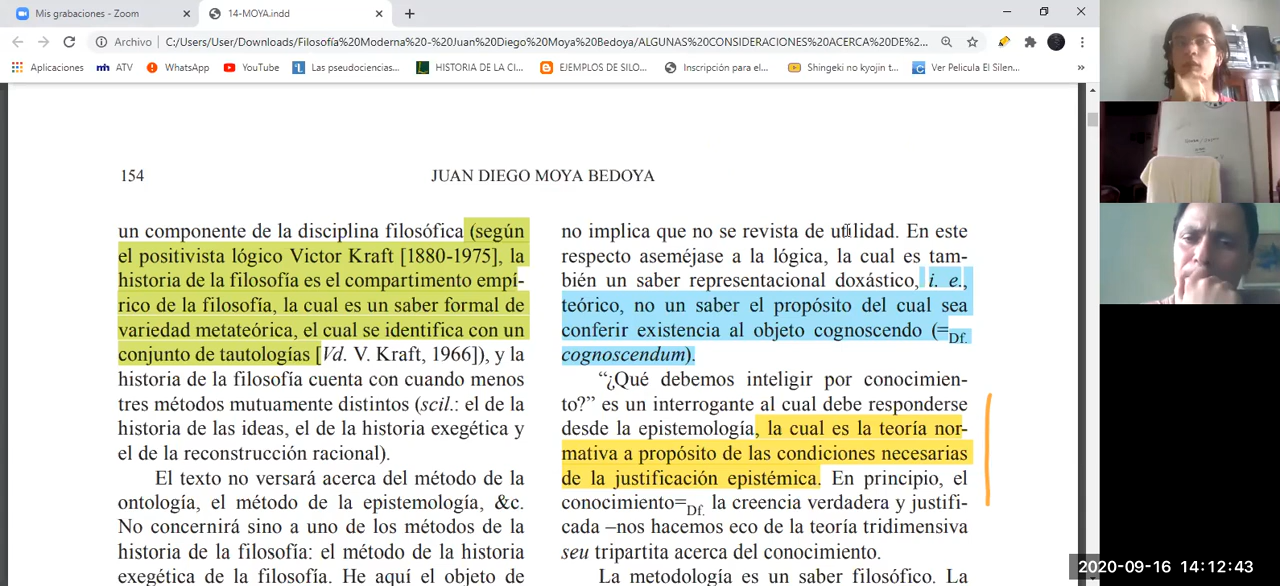 Mis grabaciones - Zoom
14-MOYA.indd
Archivo
C:/Users/User/Downloads/Filosofía%20Moderna%20-%20Juan%20Diego%20Moya%20Bedoya/ALGUNAS%20CONSIDERACIONES%20ACERCA%20DE%...
Aplicaciones
mh ATV
WhatsApp
YouTube
Las pseudociencias...
HISTORIA DE LA CI...
EJEMPLOS DE SILO...
Inscripción para el...
Shingeki no kyojin t...
Ver Pelicula El Silen...
»
154
JUAN DIEGO MOYA BEDOYA
un componente de la disciplina filosófica (según
el positivista lógico Victor Kraft [1880-1975], la
historia de la filosofía es el compartimento empí-
rico de la filosofía, la cual es un saber formal de
variedad metateórica, el cual se identifica con un
conjunto de tautologías [Vd. V. Kraft, 1966]), y la
historia de la filosofía cuenta con cuando menos
tres métodos mutuamente distintos (scil.: el de la
historia de las ideas, el de la historia exegética y
el de la reconstrucción racional).
El texto no versará acerca del método de la
ontología, el método de la epistemología, &c.
No concernirá sino a uno de los métodos de la
historia de la filosofía: el método de la historia
exegética de la filosofía. He aquí el objeto de
no implica que no se revista de utilidad. En este
respecto aseméjase a la lógica, la cual es tam-
bién un saber representacional doxástico, i. e.,
teórico, no un saber el propósito del cual sea
conferir existencia al objeto cognoscendo (=Df.
cognoscendum).
“¿Qué debemos inteligir por conocimien-
to?” es un interrogante al cual debe responderse
desde la epistemología, la cual es la teoría nor-
mativa a propósito de las condiciones necesarias
de la justificación epistémica. En principio, el
conocimiento=Df. la creencia verdadera y justifi-
cada –nos hacemos eco de la teoría tridimensiva
seu tripartita acerca del conocimiento.
La metodología es un saber filosófico. La
2020-09-16 14:12:43